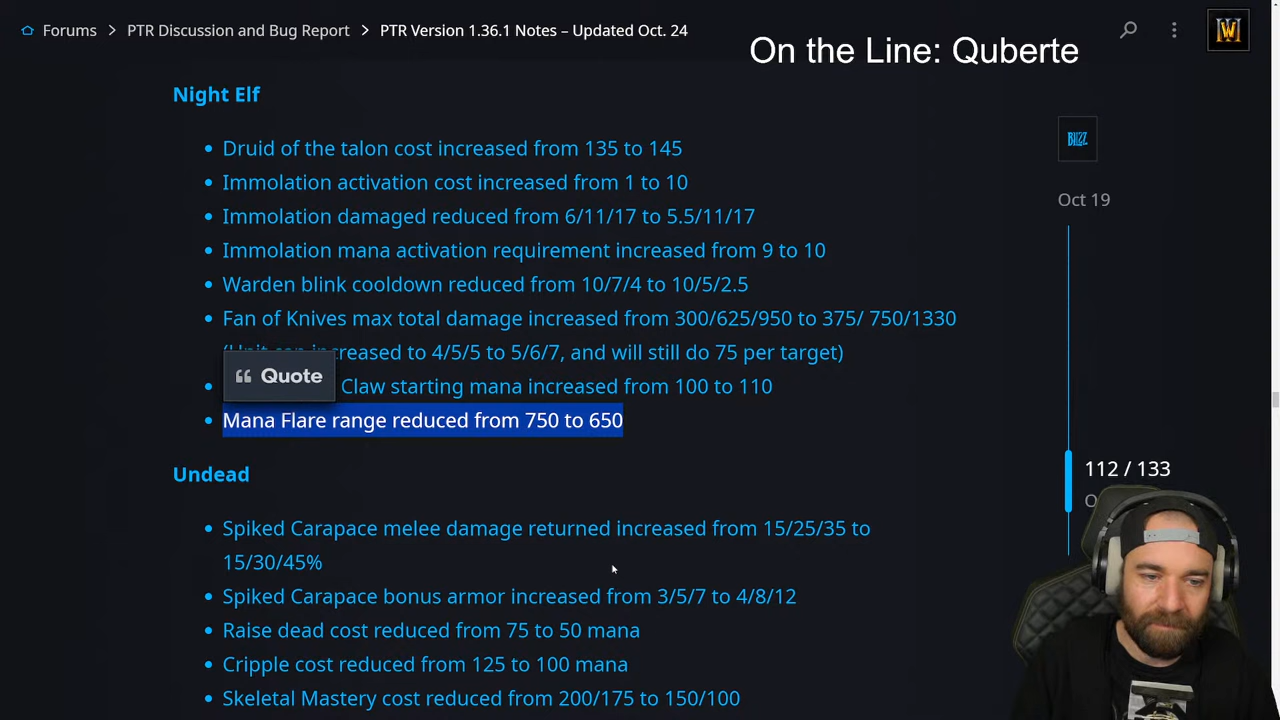 Forums > PTR Discussion and Bug Report > PTR Version 1.36.1 Notes – Updated Oct. 24
On the Line: Quberte
Night Elf
Druid of the talon cost increased from 135 to 145
Immolation activation cost increased from 1 to 10
Immolation damaged reduced from 6/11/17 to 5.5/11/17
Immolation mana activation requirement increased from 9 to 10
Warden blink cooldown reduced from 10/7/4 to 10/5/2.5
Fan of Knives max total damage increased from 300/625/950 to 375/ 750/1330
increased to 4/5/5 to 5/6/7, and will still do 75 per target)
Quote
Claw starting mana increased from 100 to 110
Mana Flare range reduced from 750 to 650
Undead
Spiked Carapace melee damage returned increased from 15/25/35 to
15/30/45%
Spiked Carapace bonus armor increased from 3/5/7 to 4/8/12
Raise dead cost reduced from 75 to 50 mana
Cripple cost reduced from 125 to 100 mana
Skeletal Mastery cost reduced from 200/175 to 150/100
BLIZZ
Oct 19
112 / 133